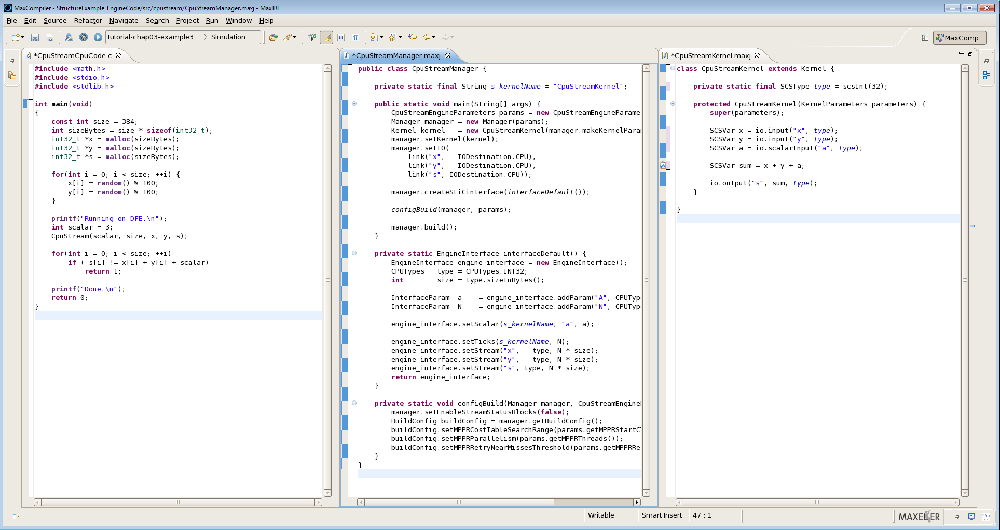 MaxCompiler - StructureExample_EngineCode/src/cpustream/CpuStreamManager.maxj - MaxIDE
File Edit Source Refactor Navigate Search Project Run Window Help
tutorial-chap03-example3... 〉 Simulation
MaxComp...
*CpuStreamCpuCode.c
#include <math.h>
#include <stdio.h>
#include <stdlib.h>
int main(void)
{
const int size = 384;
int sizeBytes = size * sizeof(int32_t);
int32_t *x = malloc(sizeBytes);
int32_t *y = malloc(sizeBytes);
int32_t *s = malloc(sizeBytes);
for(int i = 0; i < size; ++i) {
x[i] = random() % 100;
y[i] = random() % 100;
}
printf("Running on DFE.\n");
int scalar = 3;
CpuStream(scalar, size, x, y, s);
for(int i = 0; i < size; ++i)
if ( s[i] != x[i] + y[i] + scalar)
return 1;
printf("Done.\n");
return 0;
}
*CpuStreamManager.maxj
public class CpuStreamManager {
private static final String s_kernelName = "CpuStreamKernel";
public static void main(String[] args) {
CpuStreamEngineParameters params = new CpuStreamEngineParame
Manager manager = new Manager(params);
Kernel kernel   = new CpuStreamKernel(manager.makeKernelPara
manager.setKernel(kernel);
manager.setIO(
link("x",   IODestination.CPU),
link("y",   IODestination.CPU),
link("s", IODestination.CPU));
manager.createSLiCinterface(interfaceDefault());
configBuild(manager, params);
manager.build();
}
private static EngineInterface interfaceDefault() {
EngineInterface engine_interface = new EngineInterface();
CPUTypes   type = CPUTypes.INT32;
int        size = type.sizeInBytes();
InterfaceParam  a    = engine_interface.addParam("A", CPUTyp
InterfaceParam  N    = engine_interface.addParam("N", CPUTyp
engine_interface.setScalar(s_kernelName, "a", a);
engine_interface.setTicks(s_kernelName, N);
engine_interface.setStream("x",   type, N * size);
engine_interface.setStream("y",   type, N * size);
engine_interface.setStream("s", type, N * size);
return engine_interface;
}
private static void configBuild(Manager manager, CpuStreamEngine
manager.setEnableStreamStatusBlocks(false);
BuildConfig buildConfig = manager.getBuildConfig();
buildConfig.setMPPRCostTableSearchRange(params.getMPPRStartC
buildConfig.setMPPRParallelism(params.getMPPRThreads());
buildConfig.setMPPRRetryNearMissesThreshold(params.getMPPRRe
}
}
*CpuStreamKernel.maxj
class CpuStreamKernel extends Kernel {
private static final SCSType type = scsInt(32);
protected CpuStreamKernel(KernelParameters parameters) {
super(parameters);
SCSVar x = io.input("x", type);
SCSVar y = io.input("y", type);
SCSVar a = io.scalarInput("a", type);
SCSVar sum = x + y + a;
io.output("s", sum, type);
}
}
Writable
Smart Insert
47 : 1
MAXELER